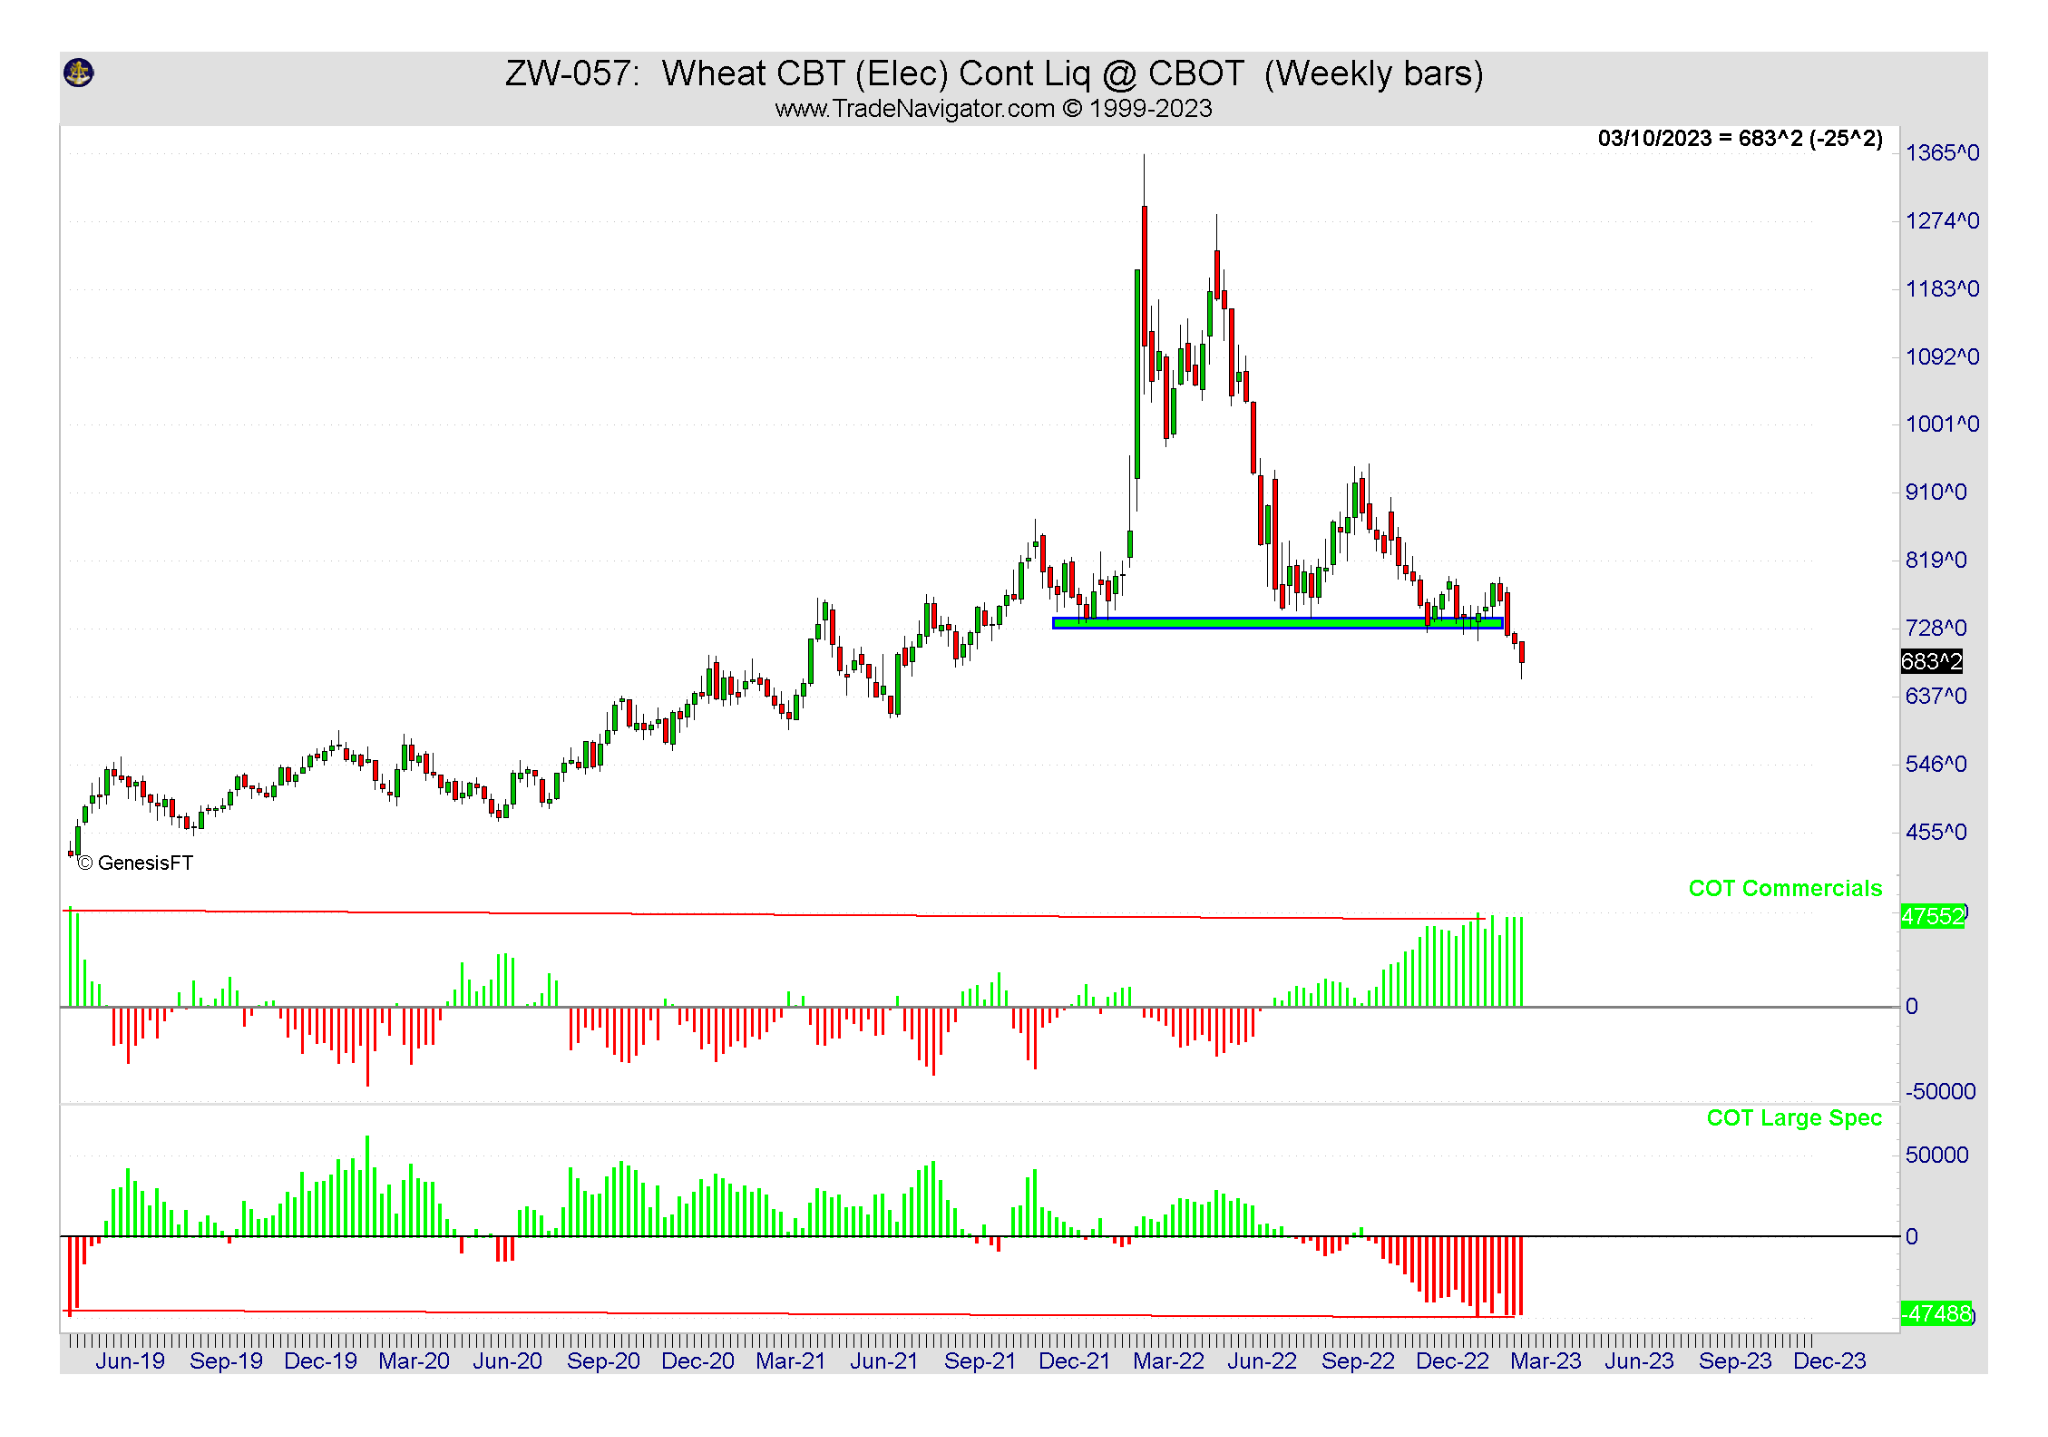 ZW-057: Wheat CBT (Elec) Cont Liq @ CBOT (Weekly bars)
www.TradeNavigator.com © 1999-2023
03/10/2023 = 683^2 (-25^2)
1365^0
1274^0
1183^0
1092^0
1001^0
910^0
819^0
728^0
683^2
637^0
546^0
455^0
© GenesisFT
COT Commercials
47552
0
-50000
COT Large Spec
50000
0
-47488
Jun-19 Sep-19 Dec-19 Mar-20 Jun-20 Sep-20 Dec-20 Mar-21 Jun-21 Sep-21 Dec-21 Mar-22 Jun-22 Sep-22 Dec-22 Mar-23 Jun-23 Sep-23 Dec-23